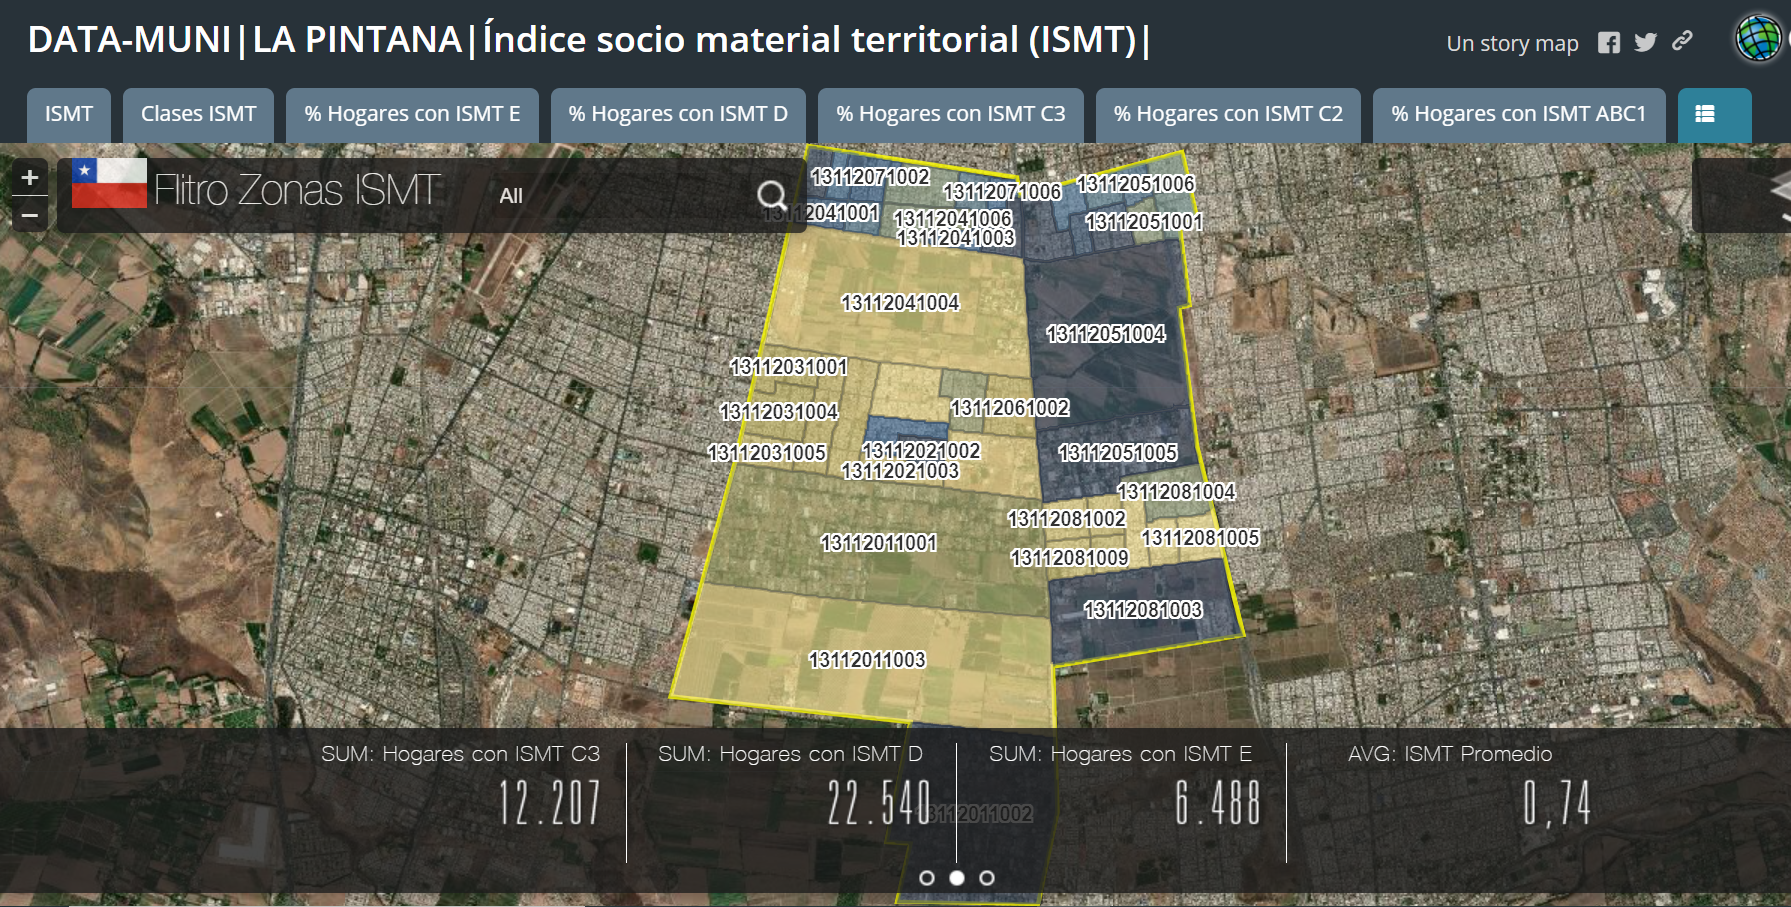 DATA-MUNI|LA PINTANA|Índice socio material territorial (ISMT)|
Un story map
ISMT
Clases ISMT
% Hogares con ISMT E
% Hogares con ISMT D
% Hogares con ISMT C3
% Hogares con ISMT C2
% Hogares con ISMT ABC1
+
−
Flitro Zonas ISMT
All
13112071002
13112071006
13112051006
13112041001
13112041006
13112051001
13112041003
13112041004
13112051004
13112031001
13112031004
13112061002
13112031005
13112021002
13112051005
13112021003
13112081004
13112081002
13112011001
13112081005
13112081009
13112081003
13112011003
SUM: Hogares con ISMT C3
12.207
SUM: Hogares con ISMT D
22.540
SUM: Hogares con ISMT E
6.488
AVG: ISMT Promedio
0,74
13112011002